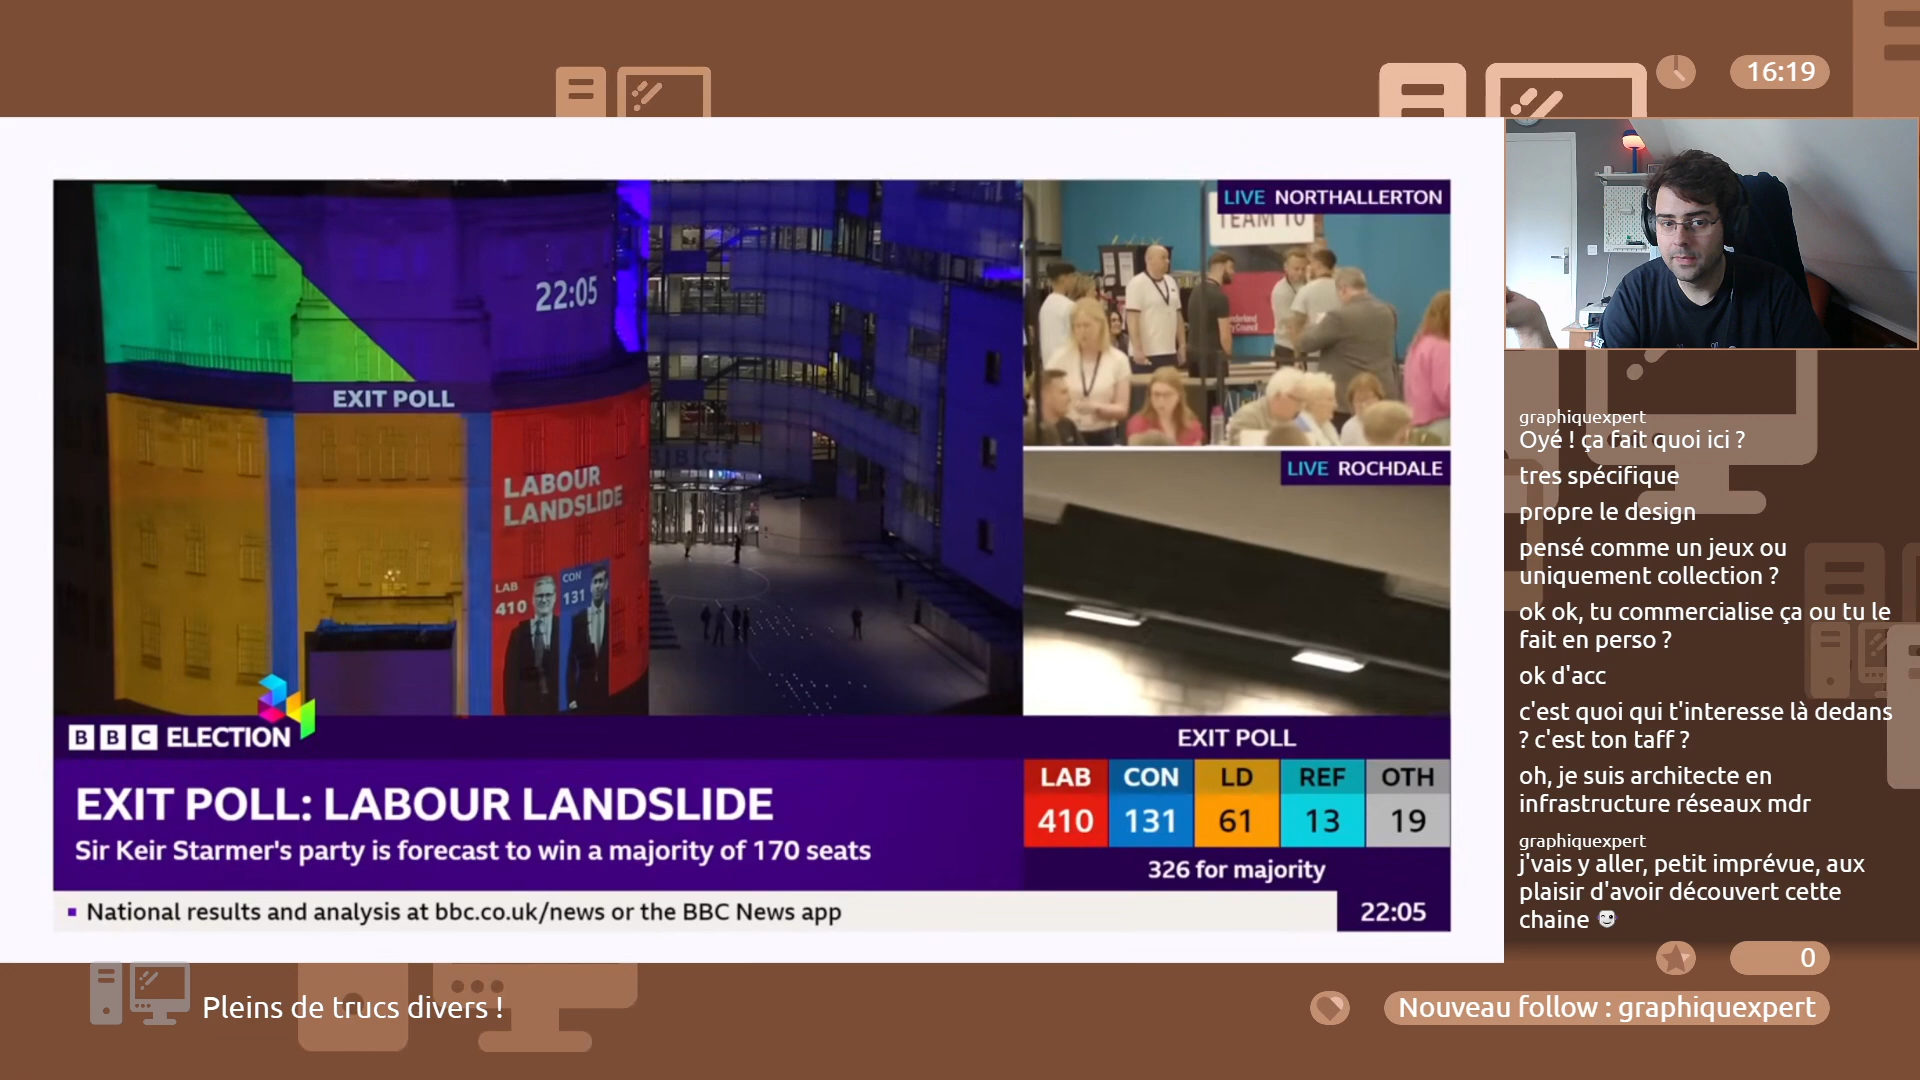 16:19
LIVE NORTHALLERTON
TEAM 10
22:05
EXIT POLL
LABOUR
LANDSLIDE
LAB
410
CON
131
LIVE ROCHDALE
BBC ELECTION
EXIT POLL: LABOUR LANDSLIDE
Sir Keir Starmer's party is forecast to win a majority of 170 seats
EXIT POLL
LAB CON LD REF OTH
410 131 61 13 19
326 for majority
National results and analysis at bbc.co.uk/news or the BBC News app
22:05
graphiquexpert
Oyé ! ça fait quoi ici ?
tres spécifique
propre le design
pensé comme un jeux ou
uniquement collection ?
ok ok, tu commercialise ça ou tu le
fait en perso ?
ok d'acc
c'est quoi qui t'interesse là dedans
? c'est ton taff ?
oh, je suis architecte en
infrastructure réseaux mdr
graphiquexpert
j'vais y aller, petit imprévue, aux
plaisir d'avoir découvert cette
chaine
0
Pleins de trucs divers !
Nouveau follow : graphiquexpert